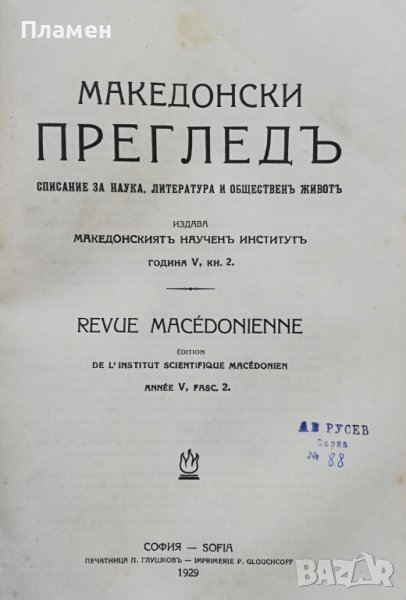 Пламен
МАКЕДОНСКИ
ПРЕГЛЕДЪ
СПИСАНИЕ ЗА НАУКА, ЛИТЕРАТУРА И ОБЩЕСТВЕНЪ ЖИВОТЪ
ИЗДАВА
МАКЕДОНСКИЯТЪ НАУЧЕНЪ ИНСТИТУТЪ
ГОДИНА V, КН. 2.
REVUE MACÉDONIENNE
ÉDITION
DE L'INSTITUT SCIENTIFIQUE MACÉDONIEN
ANNÉE V, FASC. 2.
РУСЕВ
Варна
№ 88
СОФИЯ — SOFIA
ПЕЧАТНИЦА П. ГЛУШКОВЪ — IMPRIMERIE P. GLOUCHCOFF
1929
BAZAR